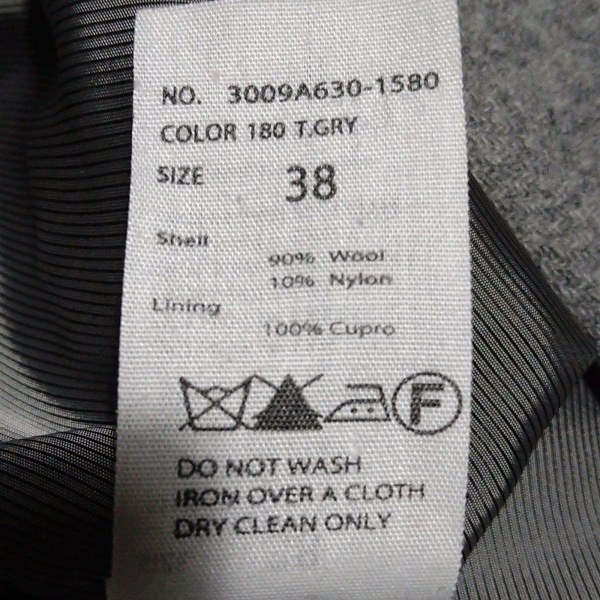 NO. 3009A630-1580
COLOR 180 T.GRY
SIZE 38
Shell
90% Wool
10% Nylon
Lining
100% Cupro
F
DO NOT WASH
IRON OVER A CLOTH
DRY CLEAN ONLY